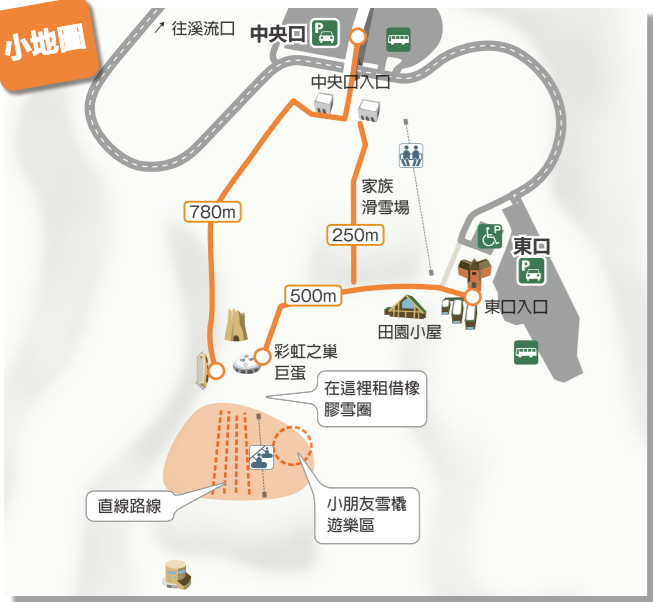 小地圖
↗ 往溪流口
中央口
P
中央口入口
家族
滑雪場
780m
250m
P
東口
P
500m
東口入口
田園小屋
彩虹之巢
巨蛋
在這裡租借橡
膠雪圈
直線路線
小朋友雪橇
遊樂區